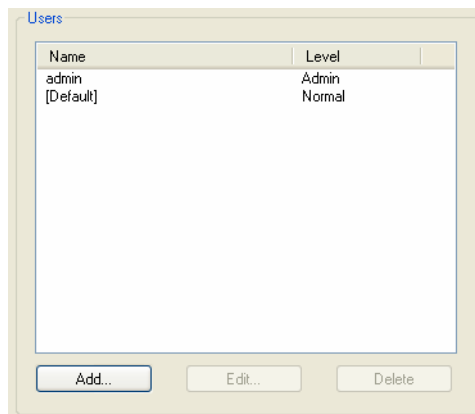 Users
Name Level
admin Admin
[Default] Normal
Add... Edit... Delete